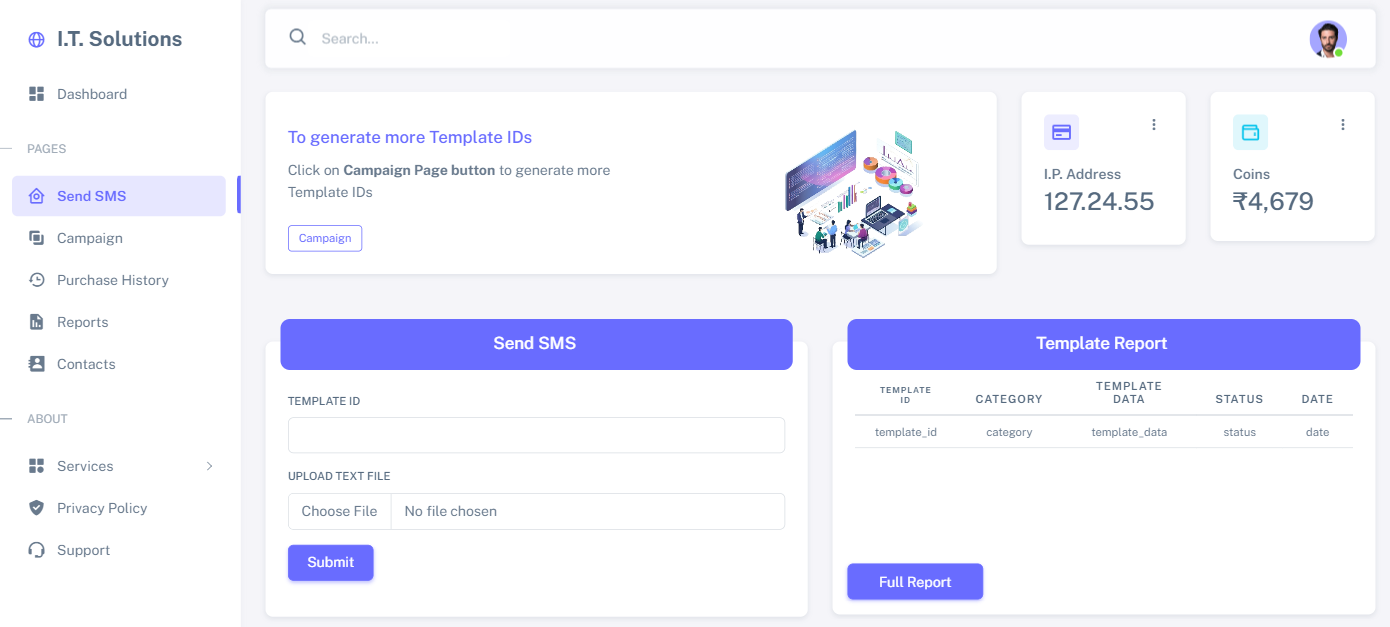 I.T. Solutions
Dashboard
PAGES
Send SMS
Campaign
Purchase History
Reports
Contacts
ABOUT
Services
Privacy Policy
Support
Search...
To generate more Template IDs
Click on Campaign Page button to generate more
Template IDs
Campaign
I.P. Address
127.24.55
Coins
₹4,679
Send SMS
TEMPLATE ID
UPLOAD TEXT FILE
Choose File No file chosen
Submit
Template Report
TEMPLATE
ID
CATEGORY
TEMPLATE
DATA
STATUS
DATE
template_id category template_data status date
Full Report